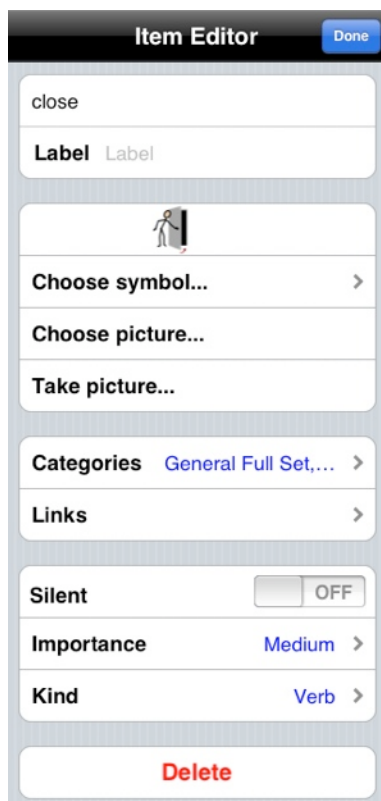 Item Editor
Done
close
Label Label
Choose symbol...
Choose picture...
Take picture...
Categories General Full Set,...
Links
Silent OFF
Importance Medium
Kind Verb
Delete